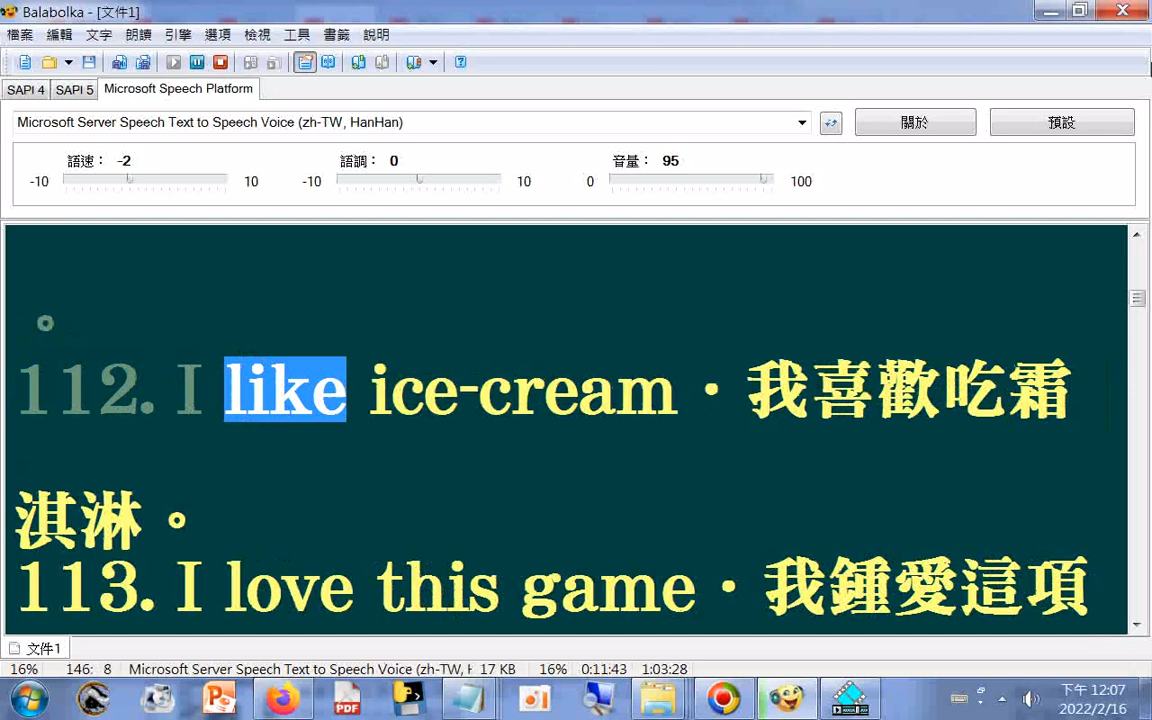 Balabolka - [文件1]
檔案 編輯 文字 朗讀 引擎 選項 檢視 工具 書籤 說明
SAPI 4 SAPI 5 Microsoft Speech Platform
Microsoft Server Speech Text to Speech Voice (zh-TW, HanHan) 關於 預設
語速： -2 語調： 0 音量： 95
-10 10 -10 10 0 100
。
112. I like ice-cream．我喜歡吃霜
淇淋。
113. I love this game．我鍾愛這項
文件1
16% 146: 8 Microsoft Server Speech Text to Speech Voice (zh-TW, H 17 KB 16% 0:11:43 1:03:28
下午 12:07
2022/2/16